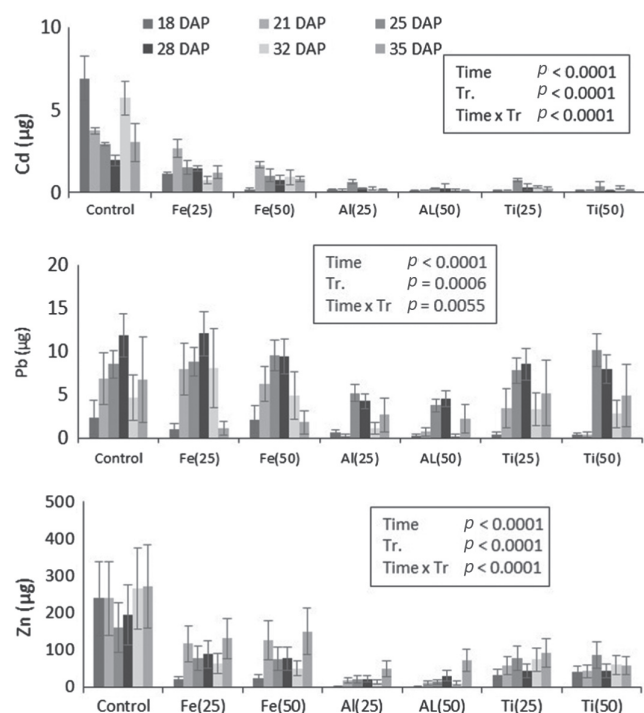 18 DAP 21 DAP 25 DAP
28 DAP 32 DAP 35 DAP
10
5
0
Cd (µg)
Time p < 0.0001
Tr. p < 0.0001
Time x Tr p < 0.0001
Control Fe(25) Fe(50) Al(25) AL(50) Ti(25) Ti(50)
20
15
10
5
0
Pb (µg)
Time p < 0.0001
Tr. p = 0.0006
Time x Tr p = 0.0055
Control Fe(25) Fe(50) Al(25) AL(50) Ti(25) Ti(50)
500
400
300
200
100
0
Zn (µg)
Time p < 0.0001
Tr. p < 0.0001
Time x Tr p < 0.0001
Control Fe(25) Fe(50) Al(25) AL(50) Ti(25) Ti(50)